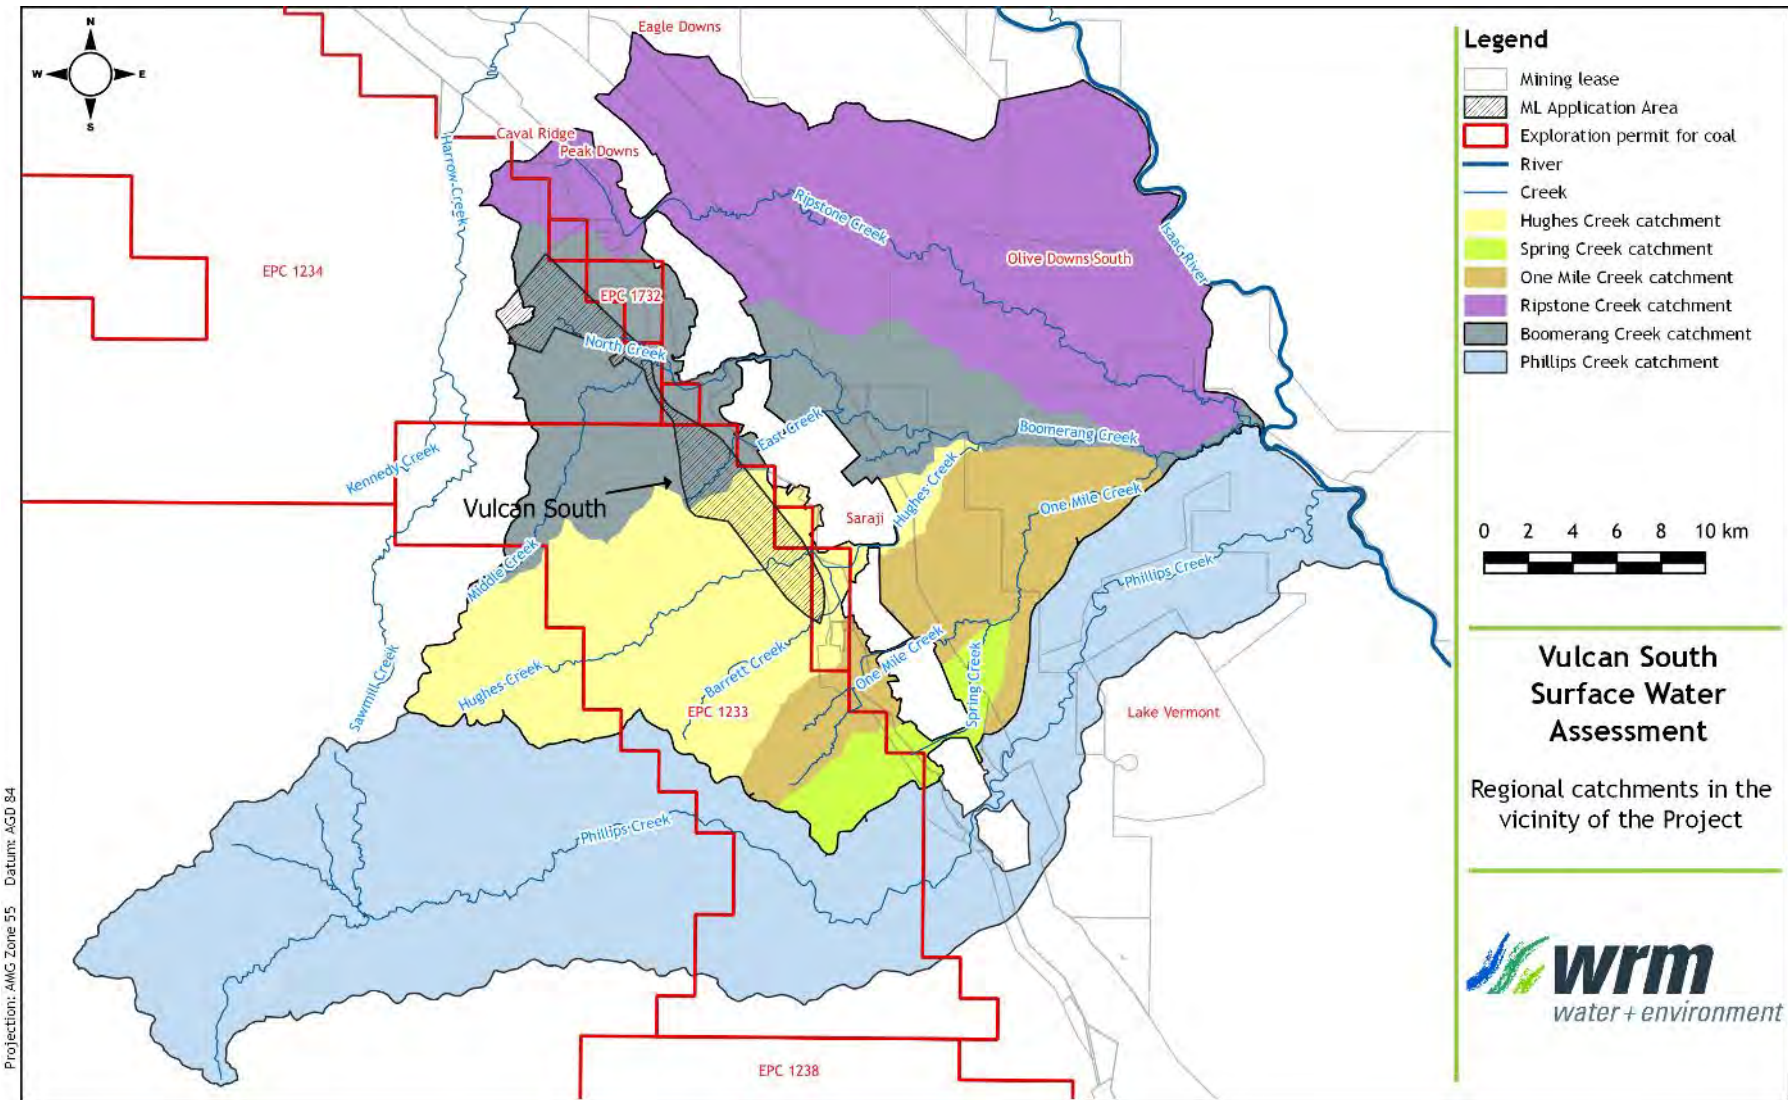 N
W
E
S
Eagle Downs
Caval Ridge
Peak Downs
Harrow Creek
Ripstone Creek
Isaac River
Olive Downs South
EPC 1234
EPC 1732
North Creek
East Creek
Boomerang Creek
Kennedy Creek
Hughes Creek
One Mile Creek
Vulcan South
Saraji
Middle Creek
Phillips Creek
Sawmill Creek
Hughes Creek
Barrett Creek
One Mile Creek
Spring Creek
EPC 1233
Lake Vermont
Phillips Creek
EPC 1238
Projection: AMG Zone 55 Datum: AGD 84
Legend
Mining lease
ML Application Area
Exploration permit for coal
River
Creek
Hughes Creek catchment
Spring Creek catchment
One Mile Creek catchment
Ripstone Creek catchment
Boomerang Creek catchment
Phillips Creek catchment
0 2 4 6 8 10 km
Vulcan South
Surface Water
Assessment
Regional catchments in the
vicinity of the Project
wrm
water + environment